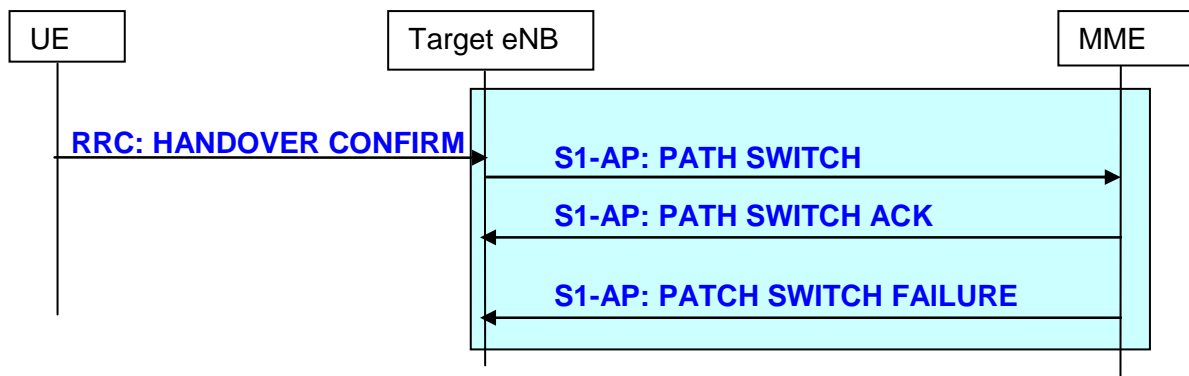 UE
Target eNB
MME
RRC: HANDOVER CONFIRM
S1-AP: PATH SWITCH
S1-AP: PATH SWITCH ACK
S1-AP: PATCH SWITCH FAILURE